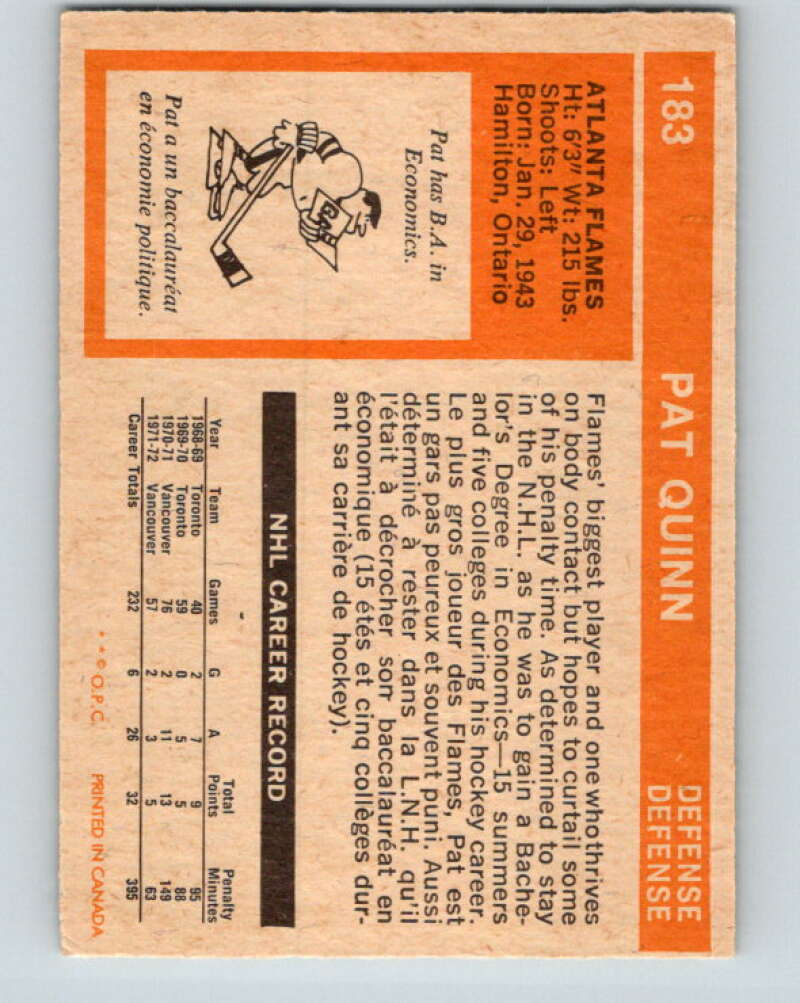 183 PAT QUINN DEFENSE
DEFENSE
ATLANTA FLAMES
Ht: 6'3" Wt: 215 lbs.
Shoots: Left
Born: Jan. 29, 1943
Hamilton, Ontario
Pat has B.A. in
Economics.
Pat a un baccalauréat
en économie politique.
Flames' biggest player and one who thrives
on body contact but hopes to curtail some
of his penalty time. As determined to stay
in the N.H.L. as he was to gain a Bache-
lor's Degree in Economics—15 summers
and five colleges during his hockey career.
Le plus gros joueur des Flames, Pat est
un gars pas peureux et souvent puni. Aussi
déterminé à rester dans la L.N.H. qu'il
l'était à décrocher son baccalauréat en
économique (15 étés et cinq collèges dur-
ant sa carrière de hockey).
NHL CAREER RECORD
Year Team Games G A Total Points Penalty Minutes
1968-69 Toronto 40 2 7 9 95
1969-70 Toronto 59 0 5 5 88
1970-71 Vancouver 76 2 11 13 149
1971-72 Vancouver 57 2 3 5 63
Career Totals 232 6 26 32 395
* * © O.P.C. PRINTED IN CANADA